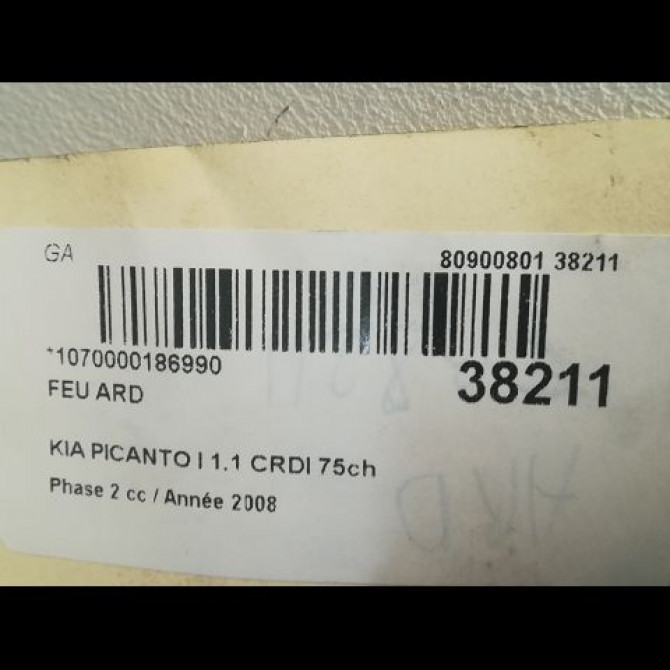 GA
80900801 38211
*1070000186990
38211
FEU ARD
KIA PICANTO I 1.1 CRDI 75ch
Phase 2 cc / Année 2008